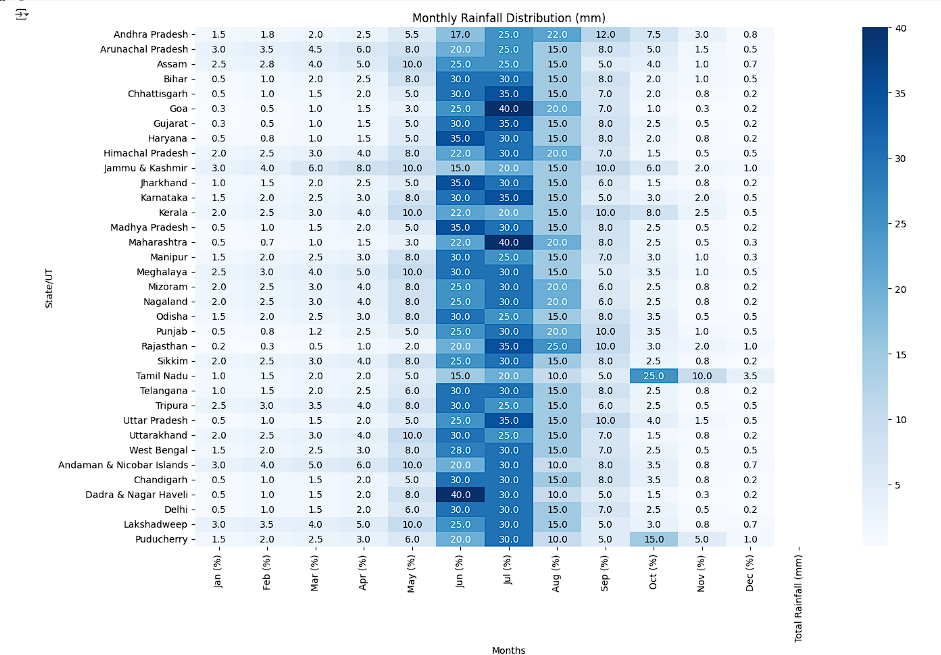 Monthly Rainfall Distribution (mm)
Andhra Pradesh 1.5 1.8 2.0 2.5 5.5 17.0 25.0 22.0 12.0 7.5 3.0 0.8
Arunachal Pradesh 3.0 3.5 4.5 6.0 8.0 20.0 25.0 15.0 8.0 5.0 1.5 0.5
Assam 2.5 2.8 4.0 5.0 10.0 25.0 25.0 15.0 5.0 4.0 1.0 0.7
Bihar 0.5 1.0 2.0 2.5 8.0 30.0 30.0 15.0 8.0 2.0 1.0 0.5
Chhattisgarh 0.5 1.0 1.5 2.0 5.0 30.0 35.0 15.0 7.0 2.0 0.8 0.2
Goa 0.3 0.5 1.0 1.5 3.0 25.0 40.0 20.0 7.0 1.0 0.3 0.2
Gujarat 0.3 0.5 1.0 1.5 5.0 30.0 35.0 15.0 8.0 2.5 0.5 0.2
Haryana 0.5 0.8 1.0 1.5 5.0 35.0 30.0 15.0 8.0 2.0 0.8 0.2
Himachal Pradesh 2.0 2.5 3.0 4.0 8.0 22.0 30.0 20.0 7.0 1.5 0.5 0.5
Jammu & Kashmir 3.0 4.0 6.0 8.0 10.0 15.0 20.0 15.0 10.0 6.0 2.0 1.0
Jharkhand 1.0 1.5 2.0 2.5 5.0 35.0 30.0 15.0 6.0 1.5 0.8 0.2
Karnataka 1.5 2.0 2.5 3.0 8.0 30.0 35.0 15.0 5.0 3.0 2.0 0.5
Kerala 2.0 2.5 3.0 4.0 10.0 22.0 20.0 15.0 10.0 8.0 2.5 0.5
Madhya Pradesh 0.5 1.0 1.5 2.0 5.0 35.0 30.0 15.0 8.0 2.5 0.5 0.2
Maharashtra 0.5 0.7 1.0 1.5 3.0 22.0 40.0 20.0 8.0 2.5 0.5 0.3
Manipur 1.5 2.0 2.5 3.0 8.0 30.0 25.0 15.0 7.0 3.0 1.0 0.3
Meghalaya 2.5 3.0 4.0 5.0 10.0 30.0 30.0 15.0 5.0 3.5 1.0 0.5
Mizoram 2.0 2.5 3.0 4.0 8.0 25.0 30.0 20.0 6.0 2.5 0.8 0.2
Nagaland 2.0 2.5 3.0 4.0 8.0 25.0 30.0 20.0 6.0 2.5 0.8 0.2
Odisha 1.5 2.0 2.5 3.0 8.0 30.0 25.0 15.0 8.0 3.5 0.5 0.5
Punjab 0.5 0.8 1.2 2.5 5.0 25.0 30.0 20.0 10.0 3.5 1.0 0.5
Rajasthan 0.2 0.3 0.5 1.0 2.0 20.0 35.0 25.0 10.0 3.0 2.0 1.0
Sikkim 2.0 2.5 3.0 4.0 8.0 25.0 30.0 15.0 8.0 2.5 0.8 0.2
Tamil Nadu 1.0 1.5 2.0 2.5 5.0 15.0 20.0 10.0 5.0 25.0 10.0 3.5
Telangana 1.0 1.5 2.0 2.5 6.0 30.0 30.0 15.0 8.0 2.5 0.8 0.2
Tripura 2.5 3.0 3.5 4.0 8.0 30.0 25.0 15.0 6.0 2.5 0.5 0.5
Uttar Pradesh 0.5 1.0 1.5 2.0 5.0 25.0 35.0 15.0 10.0 4.0 1.5 0.5
Uttarakhand 2.0 2.5 3.0 4.0 10.0 30.0 25.0 15.0 7.0 1.5 0.8 0.2
West Bengal 1.5 2.0 2.5 3.0 8.0 28.0 30.0 15.0 7.0 2.5 0.5 0.5
Andaman & Nicobar Islands 3.0 4.0 5.0 6.0 10.0 20.0 30.0 10.0 8.0 3.5 0.8 0.7
Chandigarh 0.5 1.0 1.5 2.0 5.0 30.0 30.0 15.0 8.0 3.5 0.8 0.2
Dadra & Nagar Haveli 0.5 1.0 1.5 2.0 8.0 40.0 30.0 10.0 5.0 1.5 0.3 0.2
Delhi 0.5 1.0 1.5 2.0 6.0 30.0 30.0 15.0 7.0 2.5 0.5 0.2
Lakshadweep 3.0 3.5 4.0 5.0 10.0 25.0 30.0 15.0 5.0 3.0 0.8 0.7
Puducherry 1.5 2.0 2.5 3.0 6.0 20.0 30.0 10.0 5.0 15.0 5.0 1.0
Jan (%) Feb (%) Mar (%) Apr (%) May (%) Jun (%) Jul (%) Aug (%) Sep (%) Oct (%) Nov (%) Dec (%) Total Rainfall (mm)
Months
State/UT
40
35
30
25
20
15
10
5